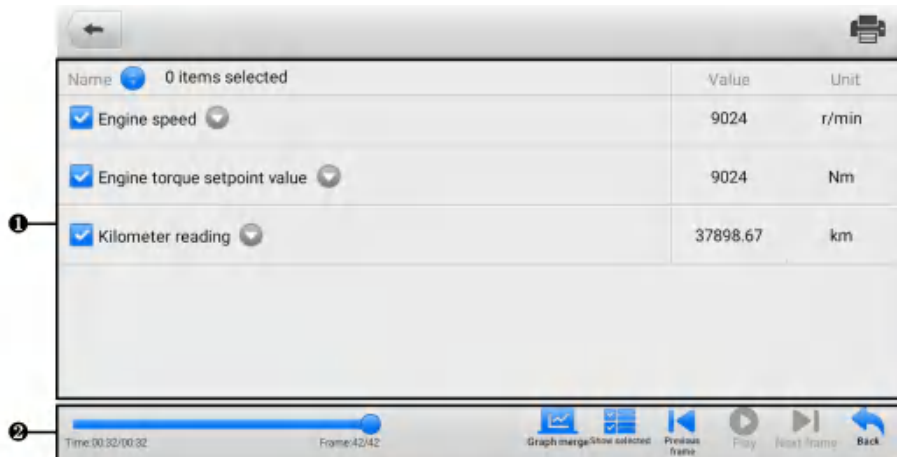 Name 0 items selected Value Unit
Engine speed 9024 r/min
Engine torque setpoint value 9024 Nm
❶
Kilometer reading 37898.67 km
❷
Time:00:32/00:32 Frame:42/42 Graph merge Show selected Previous frame Play Next frame Back